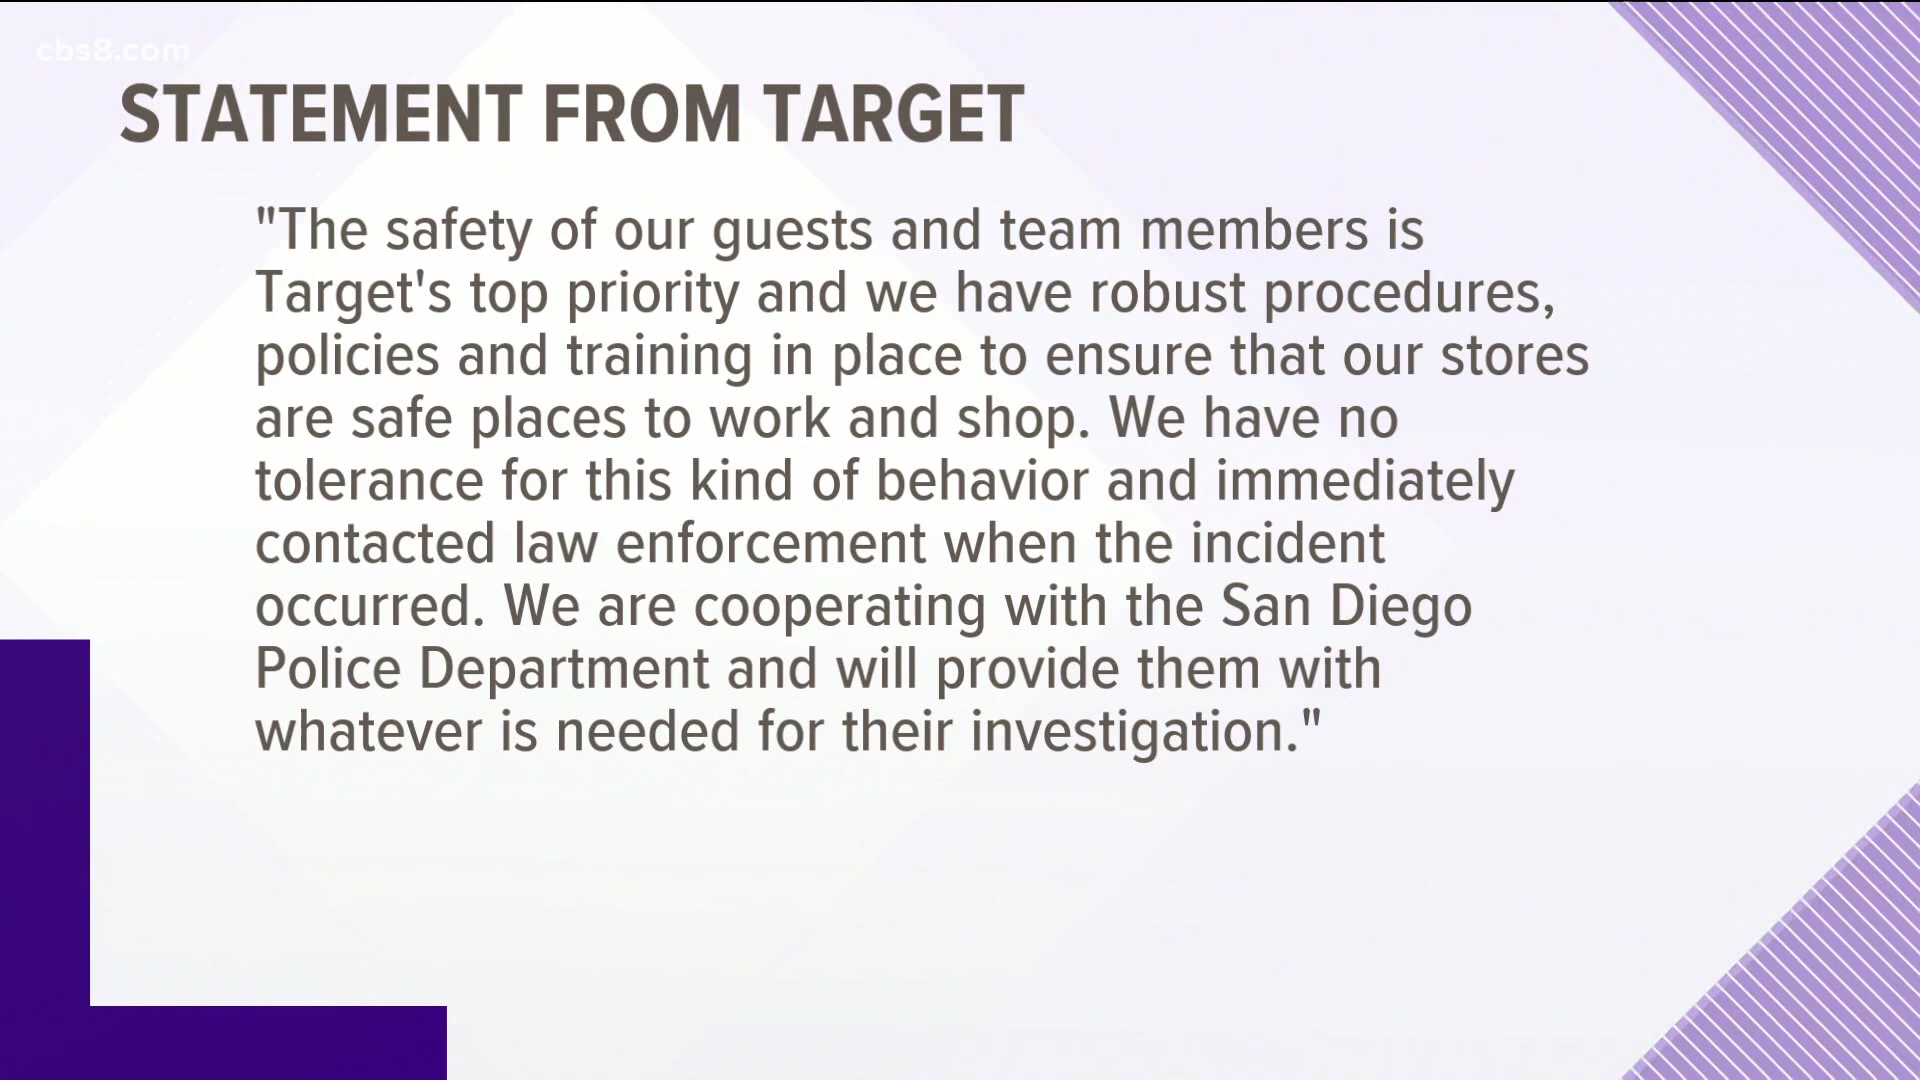 cbs8.com
STATEMENT FROM TARGET
"The safety of our guests and team members is
Target's top priority and we have robust procedures,
policies and training in place to ensure that our stores
are safe places to work and shop. We have no
tolerance for this kind of behavior and immediately
contacted law enforcement when the incident
occurred. We are cooperating with the San Diego
Police Department and will provide them with
whatever is needed for their investigation."